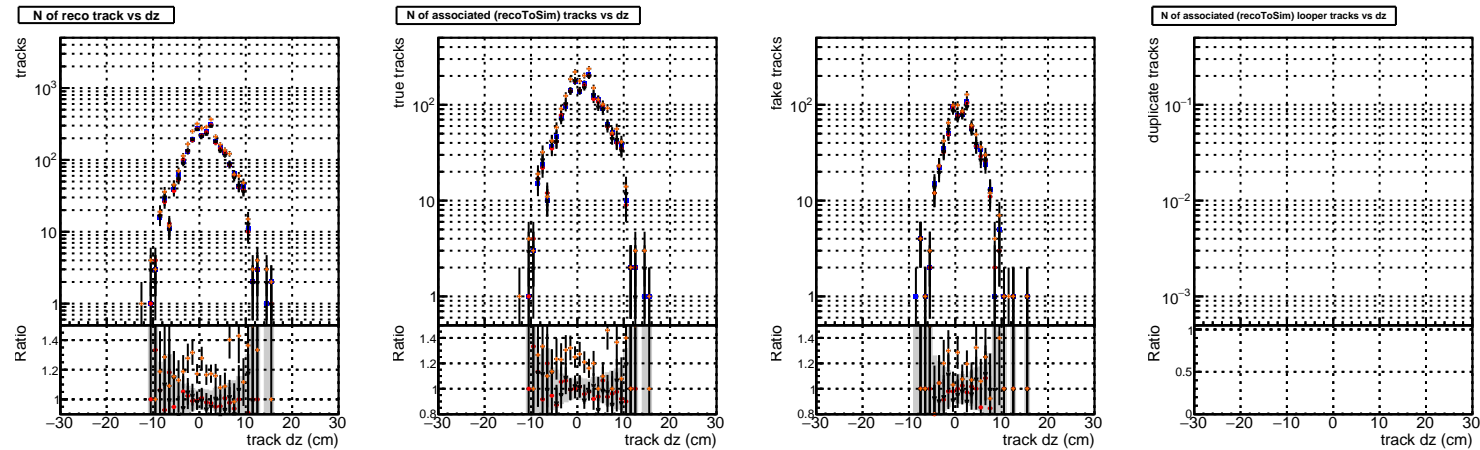 N of reco track vs dz
tracks
10³
10²
10
1
Ratio
1.4
1.2
1
−30 −20 −10 0 10 20 30
track dz (cm)
N of associated (recoToSim) tracks vs dz
true tracks
10²
10
1
Ratio
1.4
1.2
1
0.8
−30 −20 −10 0 10 20 30
track dz (cm)
fake tracks
10²
10
1
Ratio
1.4
1.2
1
0.8
−30 −20 −10 0 10 20 30
track dz (cm)
N of associated (recoToSim) looper tracks vs dz
duplicate tracks
10⁻¹
10⁻²
10⁻³
Ratio
1
0.5
0
−30 −20 −10 0 10 20 30
track dz (cm)